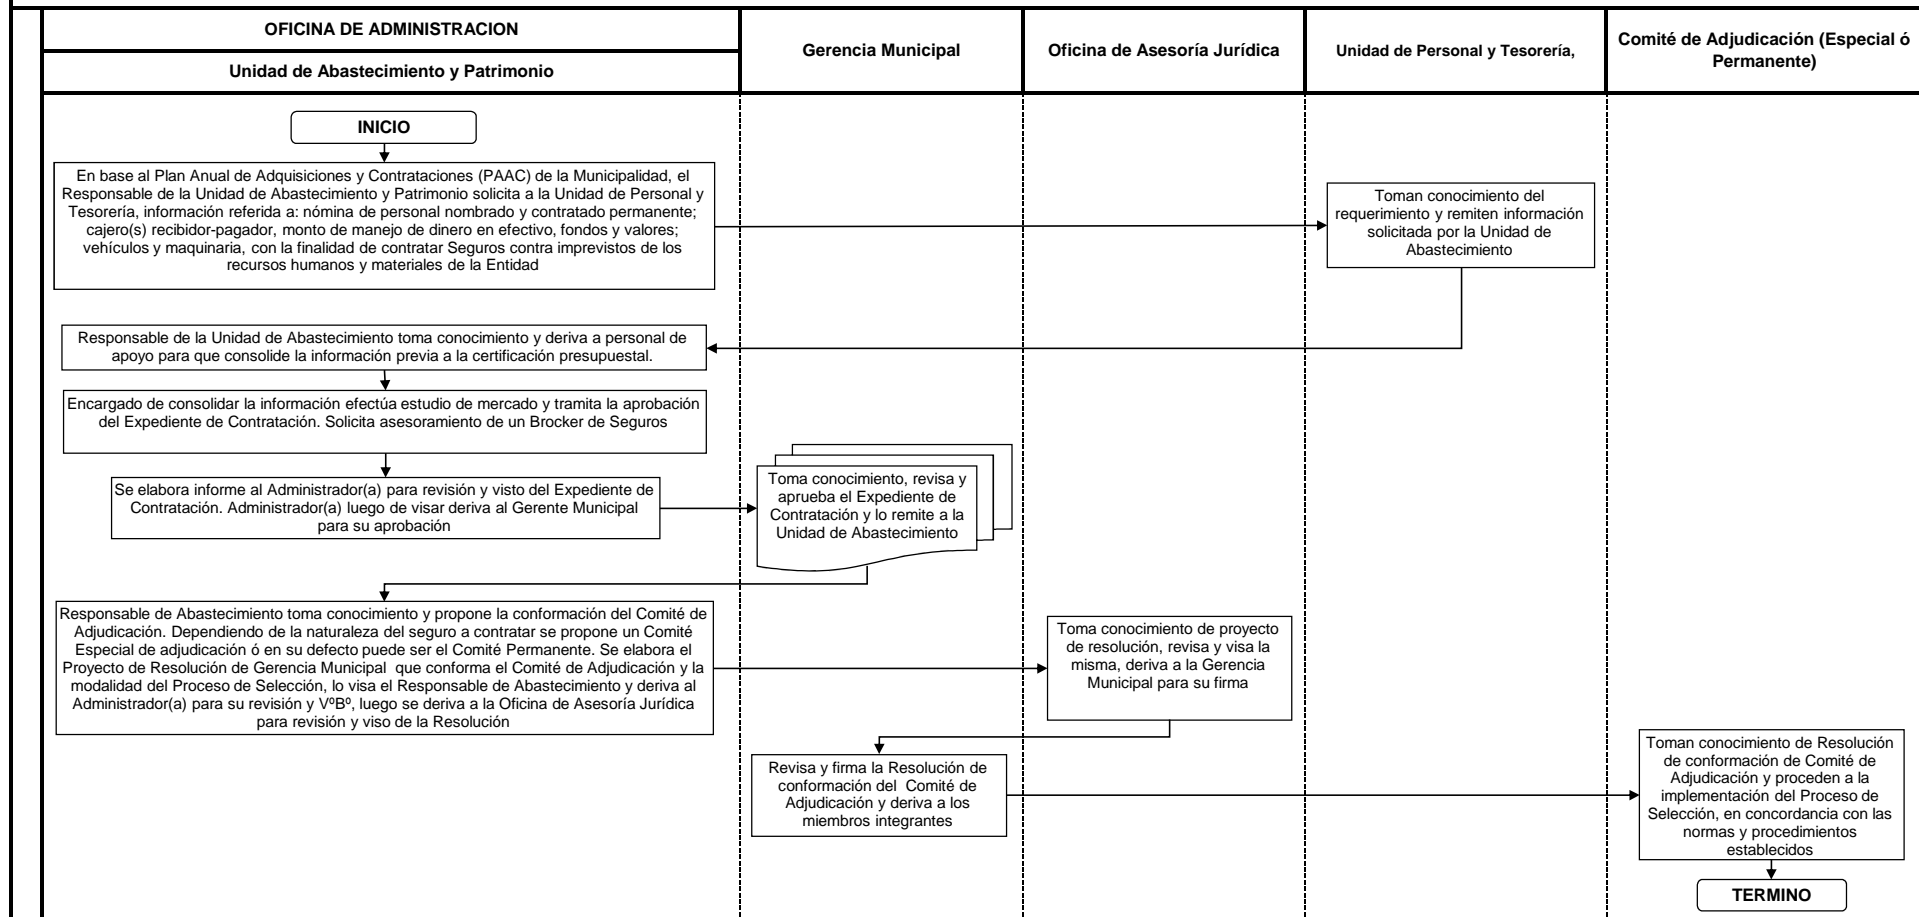 OFICINA DE ADMINISTRACION
Unidad de Abastecimiento y Patrimonio
Gerencia Municipal
Oficina de Asesoría Jurídica
Unidad de Personal y Tesorería,
Comité de Adjudicación (Especial ó
Permanente)
INICIO
En base al Plan Anual de Adquisiciones y Contrataciones (PAAC) de la Municipalidad, el
Responsable de la Unidad de Abastecimiento y Patrimonio solicita a la Unidad de Personal y
Tesorería, información referida a: nómina de personal nombrado y contratado permanente;
cajero(s) recibidor-pagador, monto de manejo de dinero en efectivo, fondos y valores;
vehículos y maquinaria, con la finalidad de contratar Seguros contra imprevistos de los
recursos humanos y materiales de la Entidad
Toman conocimiento del
requerimiento y remiten información
solicitada por la Unidad de
Abastecimiento
Responsable de la Unidad de Abastecimiento toma conocimiento y deriva a personal de
apoyo para que consolide la información previa a la certificación presupuestal.
Encargado de consolidar la información efectúa estudio de mercado y tramita la aprobación
del Expediente de Contratación. Solicita asesoramiento de un Brocker de Seguros
Se elabora informe al Administrador(a) para revisión y visto del Expediente de
Contratación. Administrador(a) luego de visar deriva al Gerente Municipal
para su aprobación
Toma conocimiento, revisa y
aprueba el Expediente de
Contratación y lo remite a la
Unidad de Abastecimiento
Responsable de Abastecimiento toma conocimiento y propone la conformación del Comité de
Adjudicación. Dependiendo de la naturaleza del seguro a contratar se propone un Comité
Especial de adjudicación ó en su defecto puede ser el Comité Permanente. Se elabora el
Proyecto de Resolución de Gerencia Municipal que conforma el Comité de Adjudicación y la
modalidad del Proceso de Selección, lo visa el Responsable de Abastecimiento y deriva al
Administrador(a) para su revisión y VºBº, luego se deriva a la Oficina de Asesoría Jurídica
para revisión y viso de la Resolución
Toma conocimiento de proyecto
de resolución, revisa y visa la
misma, deriva a la Gerencia
Municipal para su firma
Revisa y firma la Resolución de
conformación del Comité de
Adjudicación y deriva a los
miembros integrantes
Toman conocimiento de Resolución
de conformación de Comité de
Adjudicación y proceden a la
implementación del Proceso de
Selección, en concordancia con las
normas y procedimientos
establecidos
TERMINO